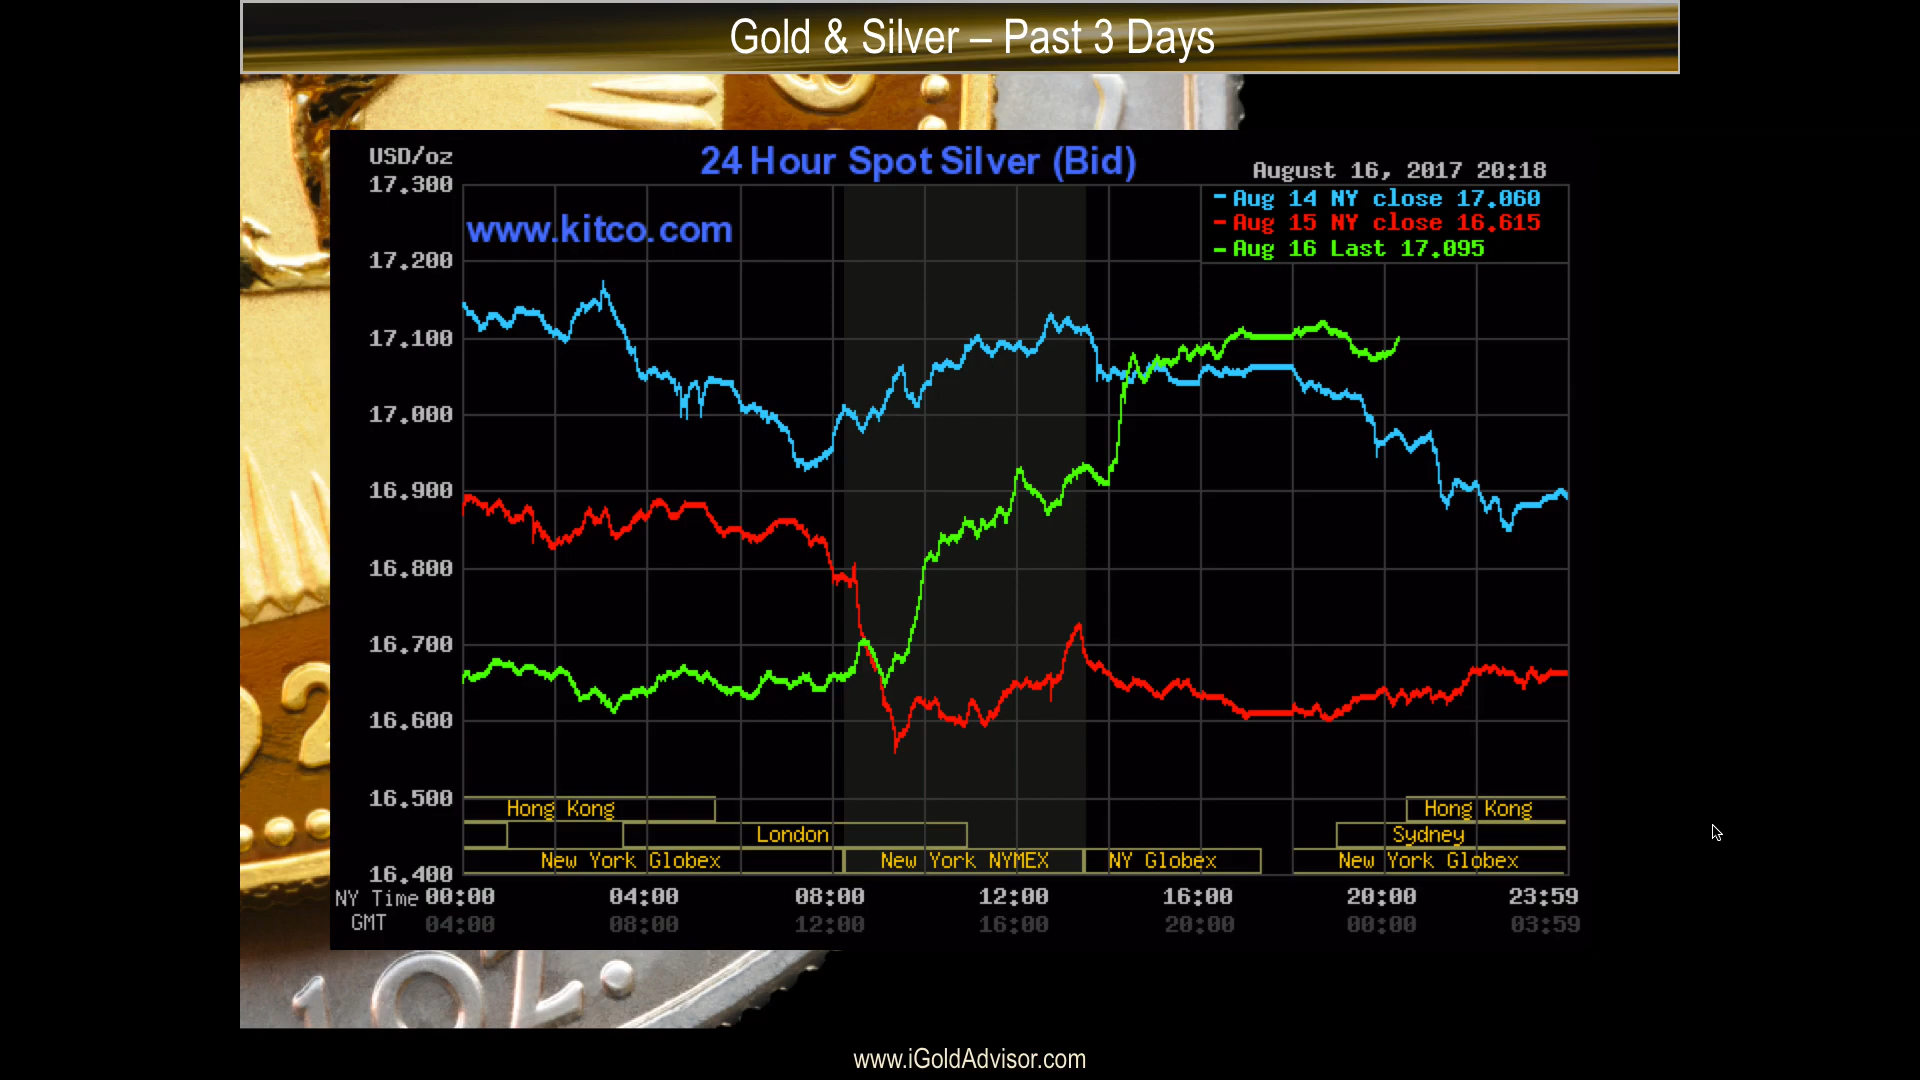 Gold & Silver – Past 3 Days
USD/oz
24 Hour Spot Silver (Bid)
August 16, 2017 20:18
www.kitco.com
Aug 14 NY close 17.060
Aug 15 NY close 16.615
Aug 16 Last 17.095
17.300
17.200
17.100
17.000
16.900
16.800
16.700
16.600
16.500
16.400
Hong Kong
Hong Kong
London
Sydney
New York Globex
New York NYMEX
NY Globex
New York Globex
NY Time 00:00 04:00 08:00 12:00 16:00 20:00 23:59
GMT 04:00 08:00 12:00 16:00 20:00 00:00 03:59
1 OZ.
www.iGoldAdvisor.com